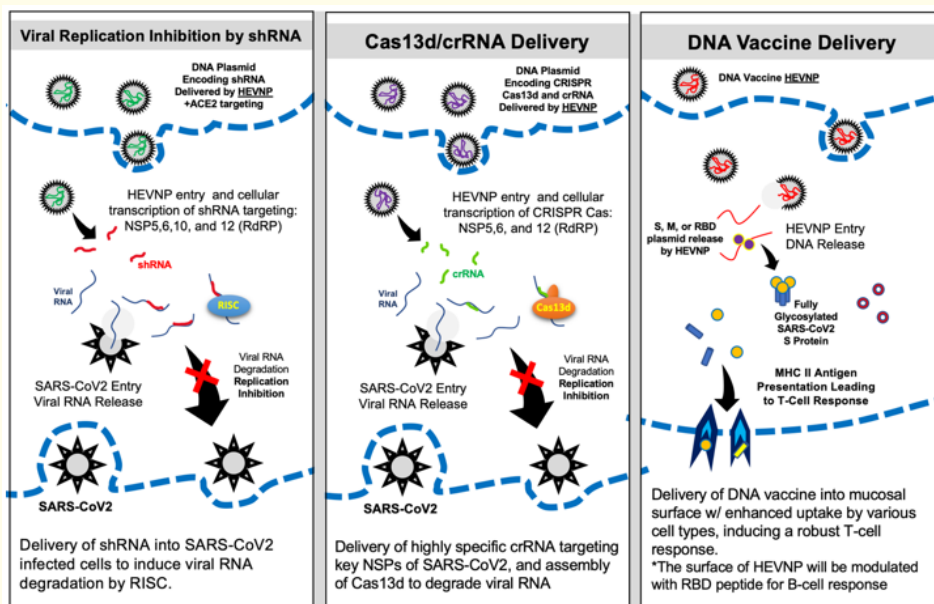 Viral Replication Inhibition by shRNA
DNA Plasmid
Encoding shRNA
Delivered by HEVNP
+ACE2 targeting
HEVNP entry and cellular
transcription of shRNA targeting:
NSP5,6,10, and 12 (RdRP)
shRNA
Viral
RNA
RISC
SARS-CoV2 Entry
Viral RNA Release
Viral RNA
Degradation
Replication
Inhibition
SARS-CoV2
Delivery of shRNA into SARS-CoV2
infected cells to induce viral RNA
degradation by RISC.
Cas13d/crRNA Delivery
DNA Plasmid
Encoding CRISPR
Cas13d and crRNA
Delivered by HEVNP
HEVNP entry and cellular
transcription of CRISPR Cas:
NSP5,6, and 12 (RdRP)
crRNA
Viral
RNA
Cas13d
SARS-CoV2 Entry
Viral RNA Release
Viral RNA
Degradation
Replication
Inhibition
SARS-CoV2
Delivery of highly specific crRNA targeting
key NSPs of SARS-CoV2, and assembly
of Cas13d to degrade viral RNA
DNA Vaccine Delivery
DNA Vaccine HEVNP
S, M, or RBD
plasmid release
by HEVNP
HEVNP Entry
DNA Release
Fully
Glycosylated
SARS-CoV2
S Protein
MHC II Antigen
Presentation Leading
to T-Cell Response
Delivery of DNA vaccine into mucosal
surface w/ enhanced uptake by various
cell types, inducing a robust T-cell
response.
*The surface of HEVNP will be modulated
with RBD peptide for B-cell response